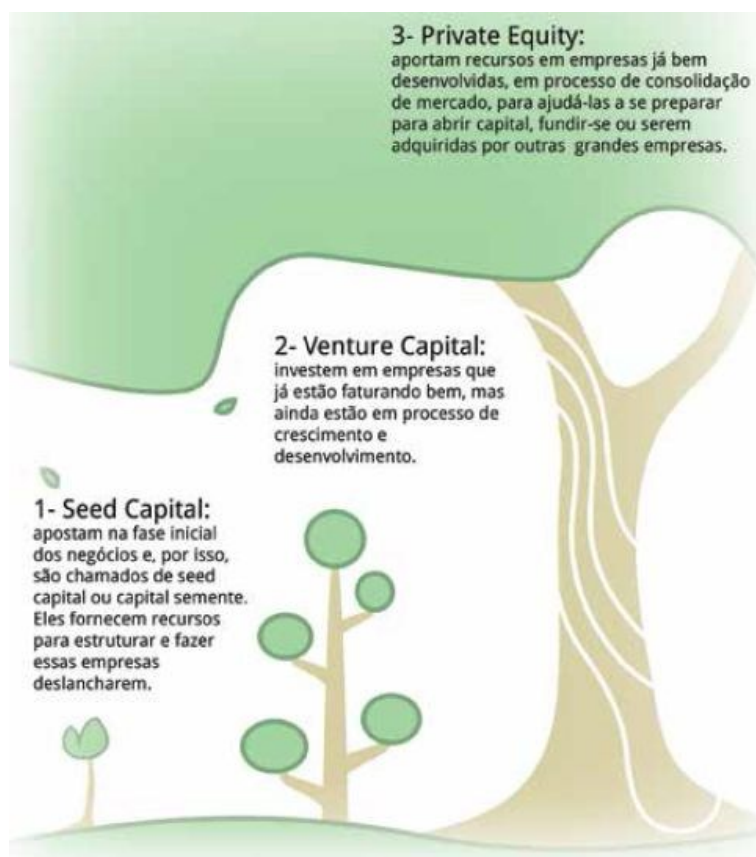 3- Private Equity:
aportam recursos em empresas já bem
desenvolvidas, em processo de consolidação
de mercado, para ajudá-las a se preparar
para abrir capital, fundir-se ou serem
adquiridas por outras grandes empresas.
2- Venture Capital:
investem em empresas que
já estão faturando bem, mas
ainda estão em processo de
crescimento e
desenvolvimento.
1- Seed Capital:
apostam na fase inicial
dos negócios e, por isso,
são chamados de seed
capital ou capital semente.
Eles fornecem recursos
para estruturar e fazer
essas empresas
deslancharem.